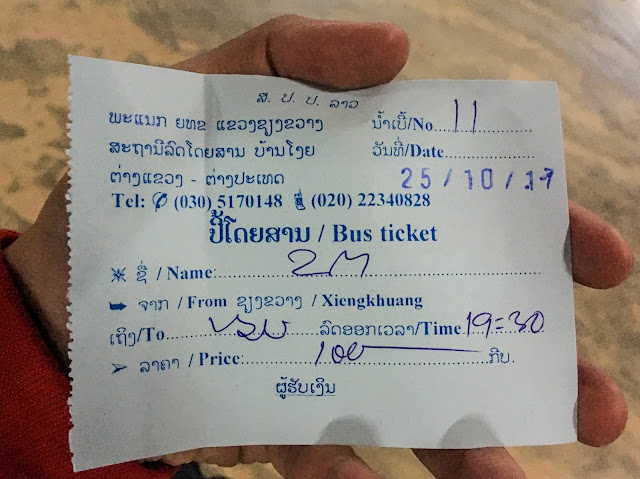 ສ. ປ. ປ. ລາວ
ພະແນກ ຍທຂ ແຂວງຊຽງຂວາງ ນ້ຳເບີ້/No 11
ສະຖານີລົດໂດຍສານ ບ້ານໂງຍ ວັນທີ່/Date
ຕ່າງແຂວງ - ຕ່າງປະເທດ 25/10/17
Tel: (030) 5170148 (020) 22340828
ປີ້ໂດຍສານ / Bus ticket
ຊື່ / Name:
ຈາກ / From ຊຽງຂວາງ / Xiengkhuang
ເຖິງ/To ລົດອອກເວລາ/Time 19=30
ລາຄາ / Price: ກີບ.
ຜູ້ຮັບເງິນ